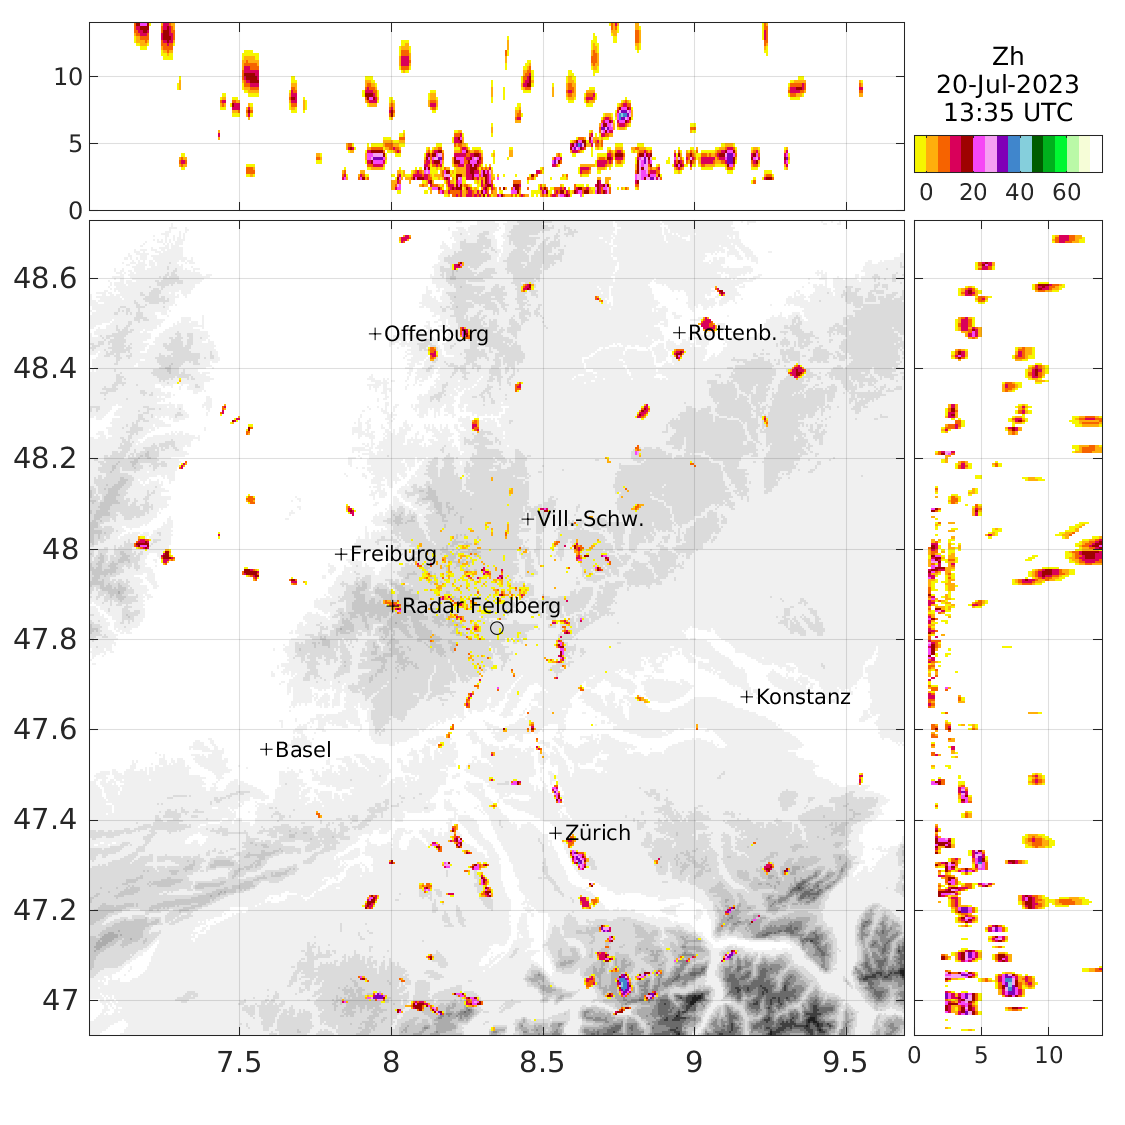 Zh
20-Jul-2023
13:35 UTC
0 20 40 60
10
5
0
48.6
48.4
48.2
48
47.8
47.6
47.4
47.2
47
Offenburg
Rottenb.
Vill.-Schw.
Freiburg
Radar Feldberg
Konstanz
Basel
Zürich
7.5 8 8.5 9 9.5
0 5 10